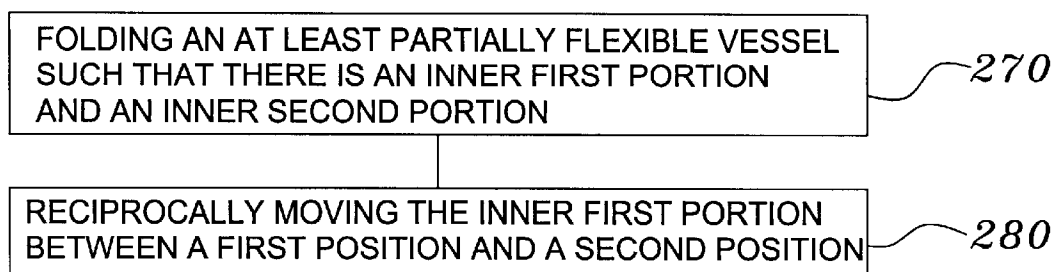 FOLDING AN AT LEAST PARTIALLY FLEXIBLE VESSEL
SUCH THAT THERE IS AN INNER FIRST PORTION
AND AN INNER SECOND PORTION
270
RECIPROCALLY MOVING THE INNER FIRST PORTION
BETWEEN A FIRST POSITION AND A SECOND POSITION
280